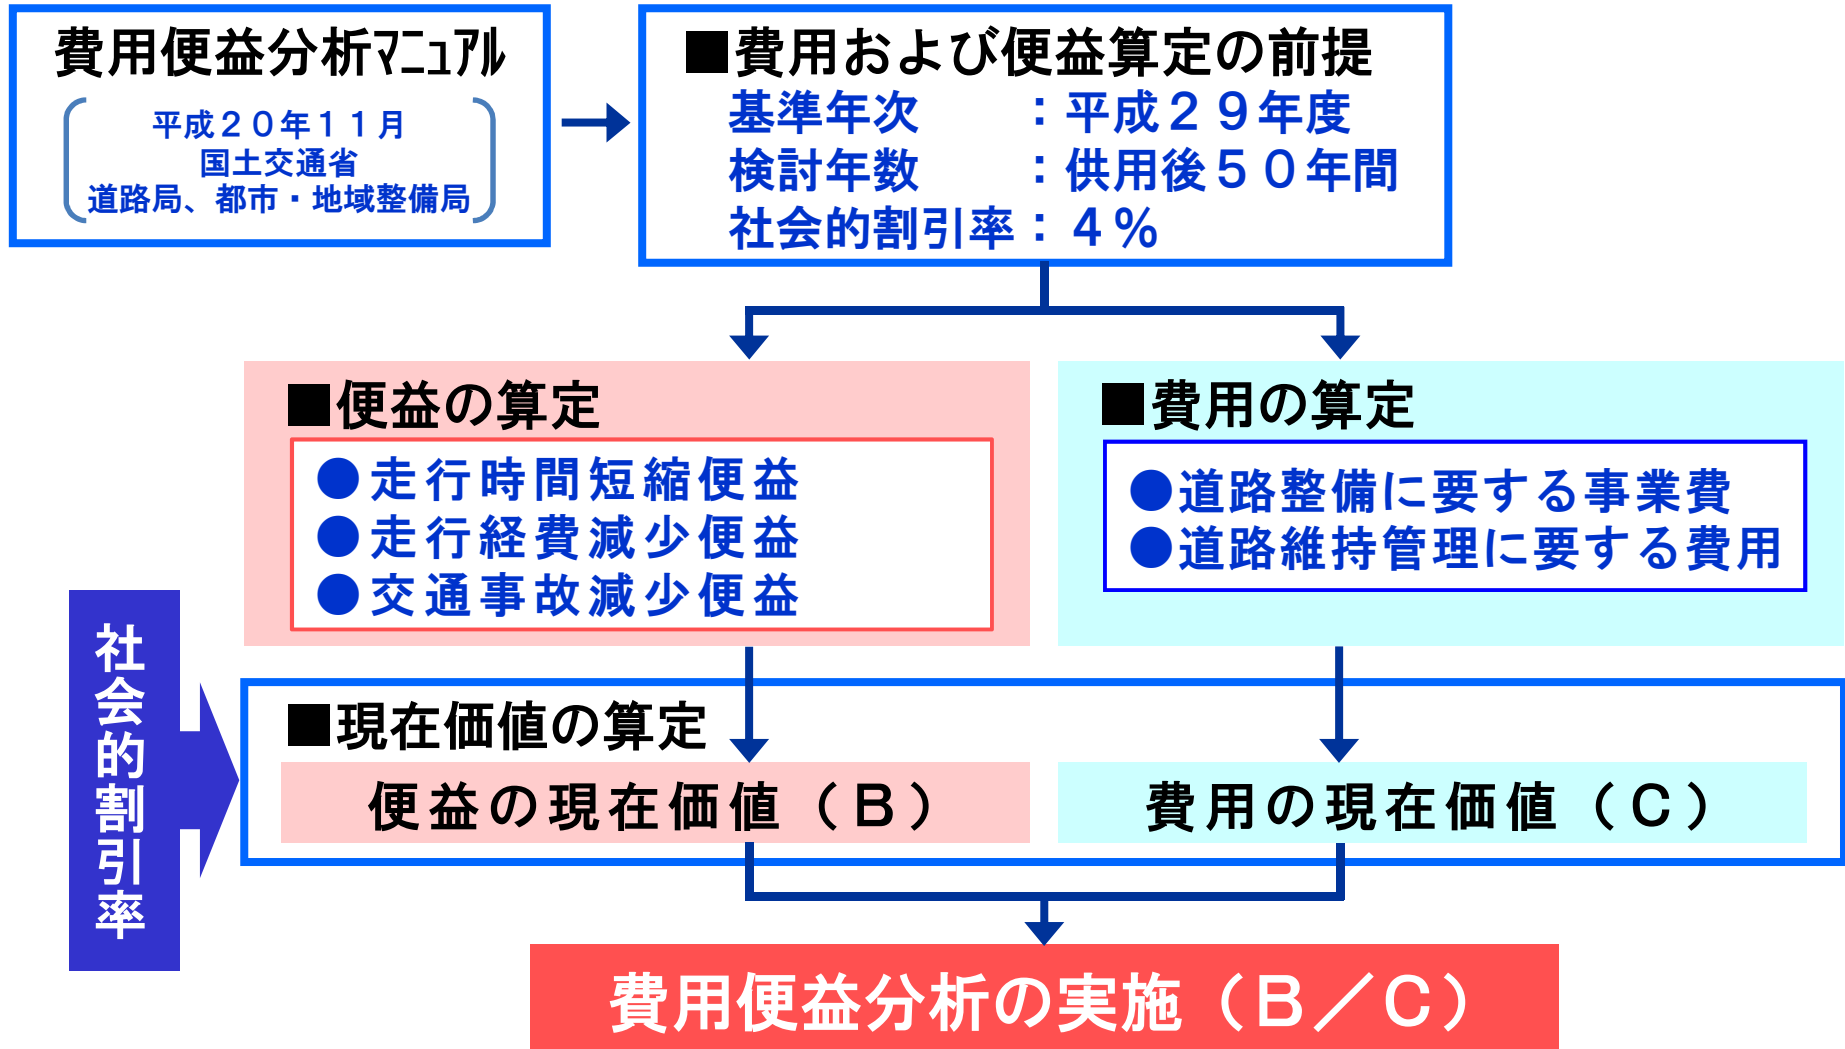 費用便益分析ﾏﾆｭｱﾙ
平成２０年１１月
国土交通省
道路局、都市・地域整備局
■費用および便益算定の前提
基準年次　　：平成２９年度
検討年数　　：供用後５０年間
社会的割引率：４％
■便益の算定
●走行時間短縮便益
●走行経費減少便益
●交通事故減少便益
■費用の算定
●道路整備に要する事業費
●道路維持管理に要する費用
社会的割引率
■現在価値の算定
便益の現在価値（Ｂ）
費用の現在価値（Ｃ）
費用便益分析の実施（Ｂ／Ｃ）